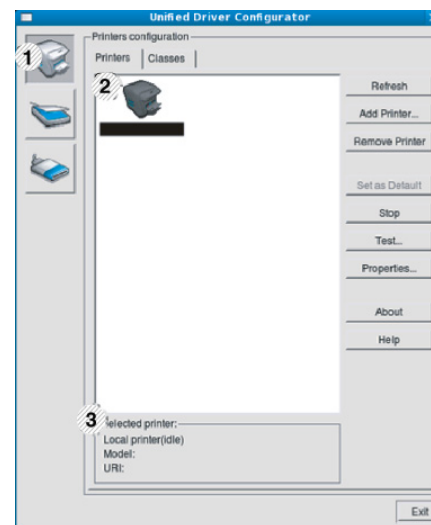 Unified Driver Configurator
Printers configuration
Printers
Classes
1
2
Refresh
Add Printer...
Remove Printer
Set as Default
Stop
Test...
Properties...
About
Help
3
Selected printer:
Local printer(idle)
Model:
URI:
Exit